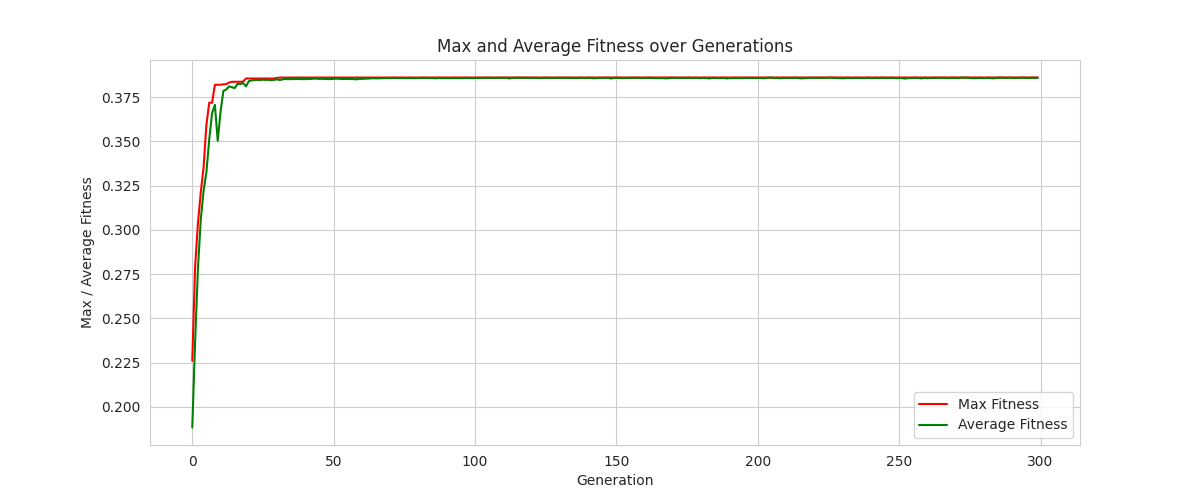 Max and Average Fitness over Generations
Max / Average Fitness
0.375
0.350
0.325
0.300
0.275
0.250
0.225
0.200
0 50 100 150 200 250 300
Generation
Max Fitness
Average Fitness